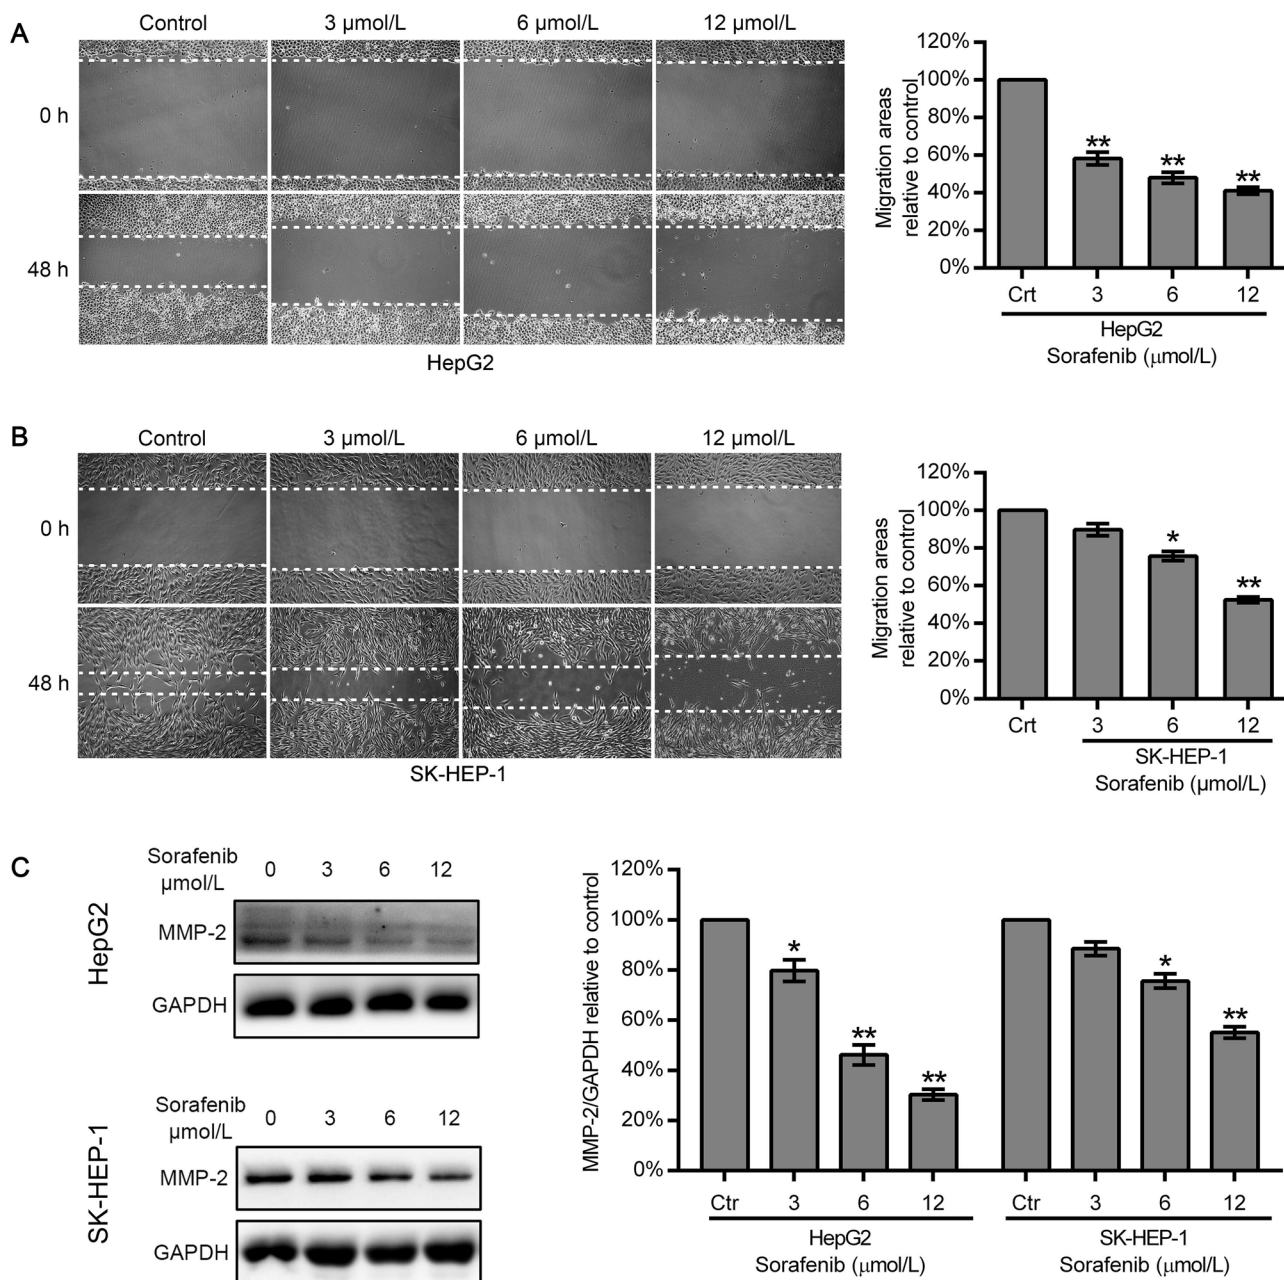 A
Control 3 µmol/L 6 µmol/L 12 µmol/L
0 h
48 h
HepG2
Migration areas
relative to control
120%
100%
80%
60%
40%
20%
0%
** ** **
Crt 3 6 12
HepG2
Sorafenib (µmol/L)
B
Control 3 µmol/L 6 µmol/L 12 µmol/L
0 h
48 h
SK-HEP-1
Migration areas
relative to control
120%
100%
80%
60%
40%
20%
0%
* **
Crt 3 6 12
SK-HEP-1
Sorafenib (µmol/L)
C
HepG2
Sorafenib
µmol/L
0 3 6 12
MMP-2
GAPDH
SK-HEP-1
Sorafenib
µmol/L
0 3 6 12
MMP-2
GAPDH
MMP-2/GAPDH relative to control
120%
100%
80%
60%
40%
20%
0%
* ** ** * **
Ctr 3 6 12 Ctr 3 6 12
HepG2 SK-HEP-1
Sorafenib (µmol/L) Sorafenib (µmol/L)